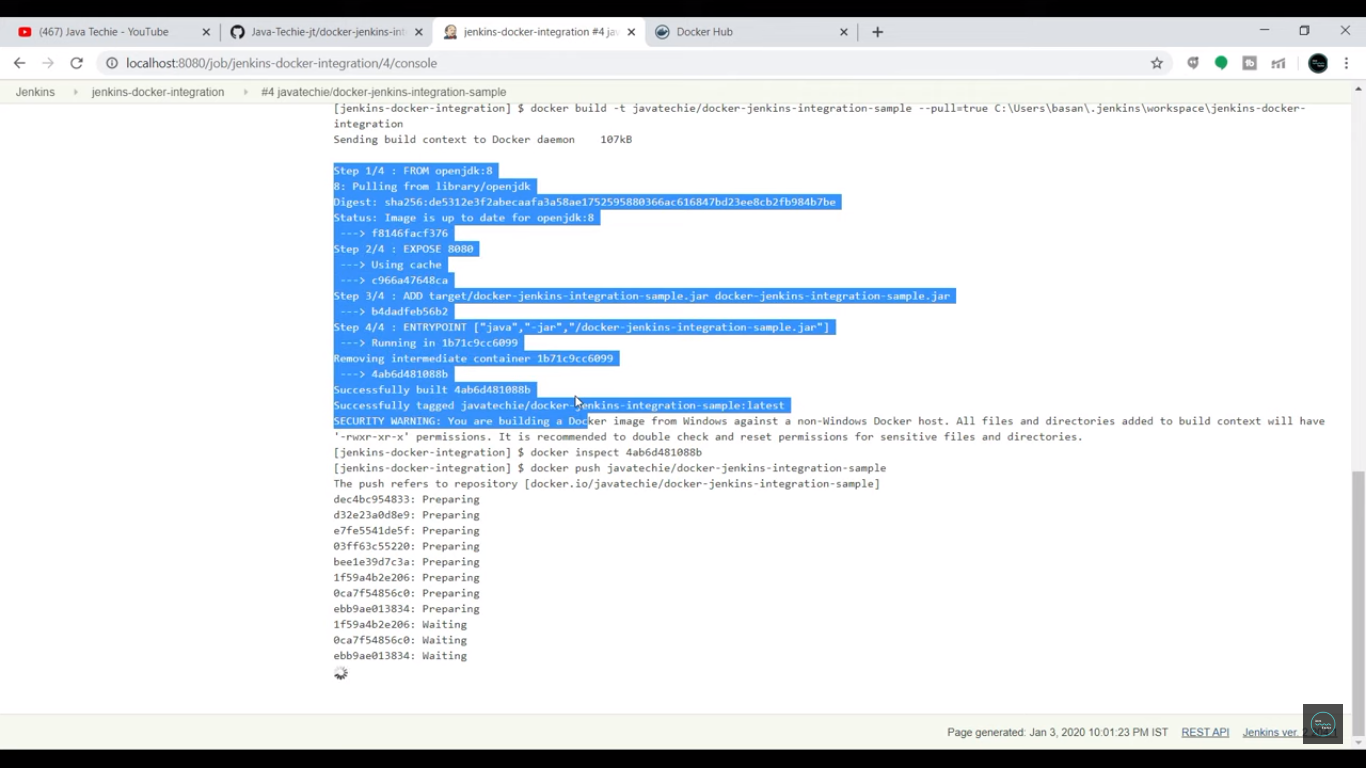 (467) Java Techie - YouTube
Java-Techie-jt/docker-jenkins-int
jenkins-docker-integration #4 ja
Docker Hub
localhost:8080/job/jenkins-docker-integration/4/console
Jenkins
jenkins-docker-integration
#4 javatechie/docker-jenkins-integration-sample
[jenkins-docker-integration] $ docker build -t javatechie/docker-jenkins-integration-sample --pull=true C:\Users\basan\.jenkins\workspace\jenkins-docker-
integration
Sending build context to Docker daemon 107kB
Step 1/4 : FROM openjdk:8
8: Pulling from library/openjdk
Digest: sha256:de5312e3f2abecaafa3a58ae1752595880366ac616847bd23ee8cb2fb984b7be
Status: Image is up to date for openjdk:8
---> f8146facf376
Step 2/4 : EXPOSE 8080
---> Using cache
---> c966a47648ca
Step 3/4 : ADD target/docker-jenkins-integration-sample.jar docker-jenkins-integration-sample.jar
---> b4dadfeb56b2
Step 4/4 : ENTRYPOINT ["java","-jar","/docker-jenkins-integration-sample.jar"]
---> Running in 1b71c9cc6099
Removing intermediate container 1b71c9cc6099
---> 4ab6d481088b
Successfully built 4ab6d481088b
Successfully tagged javatechie/docker-jenkins-integration-sample:latest
SECURITY WARNING: You are building a Docker image from Windows against a non-Windows Docker host. All files and directories added to build context will have
'-rwxr-xr-x' permissions. It is recommended to double check and reset permissions for sensitive files and directories.
[jenkins-docker-integration] $ docker inspect 4ab6d481088b
[jenkins-docker-integration] $ docker push javatechie/docker-jenkins-integration-sample
The push refers to repository [docker.io/javatechie/docker-jenkins-integration-sample]
dec4bc954833: Preparing
d32e23a0d8e9: Preparing
e7fe5541de5f: Preparing
03ff63c55220: Preparing
bee1e39d7c3a: Preparing
1f59a4b2e206: Preparing
0ca7f54856c0: Preparing
ebb9ae013834: Preparing
1f59a4b2e206: Waiting
0ca7f54856c0: Waiting
ebb9ae013834: Waiting
Page generated: Jan 3, 2020 10:01:23 PM IST
REST API
Jenkins ver.